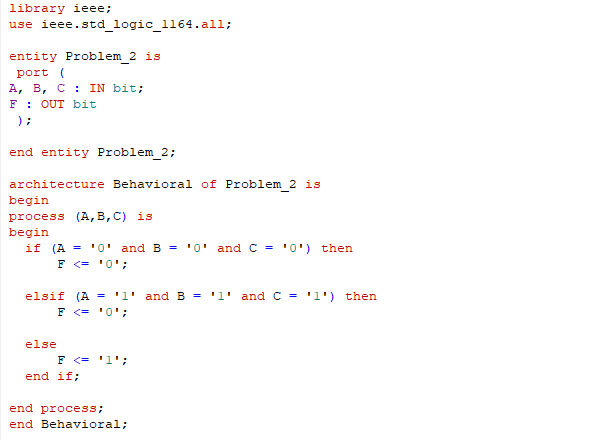 library ieee;
use ieee.std_logic_1164.all;
entity Problem_2 is
port (
A, B, C : IN bit;
F : OUT bit
);
end entity Problem_2;
architecture Behavioral of Problem_2 is
begin
process (A,B,C) is
begin
if (A = '0' and B = '0' and C = '0') then
F <= '0';
elsif (A = '1' and B = '1' and C = '1') then
F <= '0';
else
F <= '1';
end if;
end process;
end Behavioral;